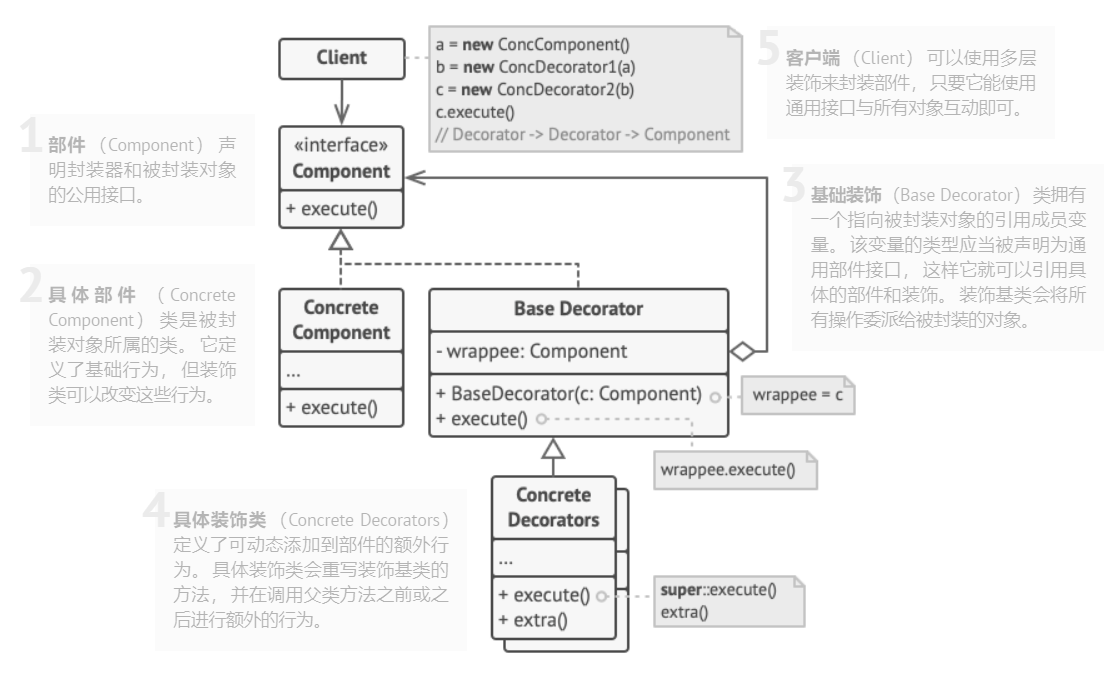 Client
a = new ConcComponent()
b = new ConcDecorator1(a)
c = new ConcDecorator2(b)
c.execute()
// Decorator -> Decorator -> Component
5
客户端 （Client） 可以使用多层
装饰来封装部件， 只要它能使用
通用接口与所有对象互动即可。
1
部件 （Component） 声
明封装器和被封装对象
的公用接口。
«interface»
Component
+ execute()
3
基础装饰 （Base Decorator） 类拥有
一个指向被封装对象的引用成员变
量。 该变量的类型应当被声明为通
用部件接口， 这样它就可以引用具
体的部件和装饰。 装饰基类会将所
有操作委派给被封装的对象。
2
具体部件 （Concrete
Component） 类是被封
装对象所属的类。 它定
义了基础行为， 但装饰
类可以改变这些行为。
Concrete
Component
...
+ execute()
Base Decorator
- wrappee: Component
+ BaseDecorator(c: Component)
+ execute()
wrappee = c
wrappee.execute()
4
具体装饰类 （Concrete Decorators）
定义了可动态添加到部件的额外行
为。 具体装饰类会重写装饰基类的
方法， 并在调用父类方法之前或之
后进行额外的行为。
Concrete
Decorators
...
+ execute()
+ extra()
super::execute()
extra()